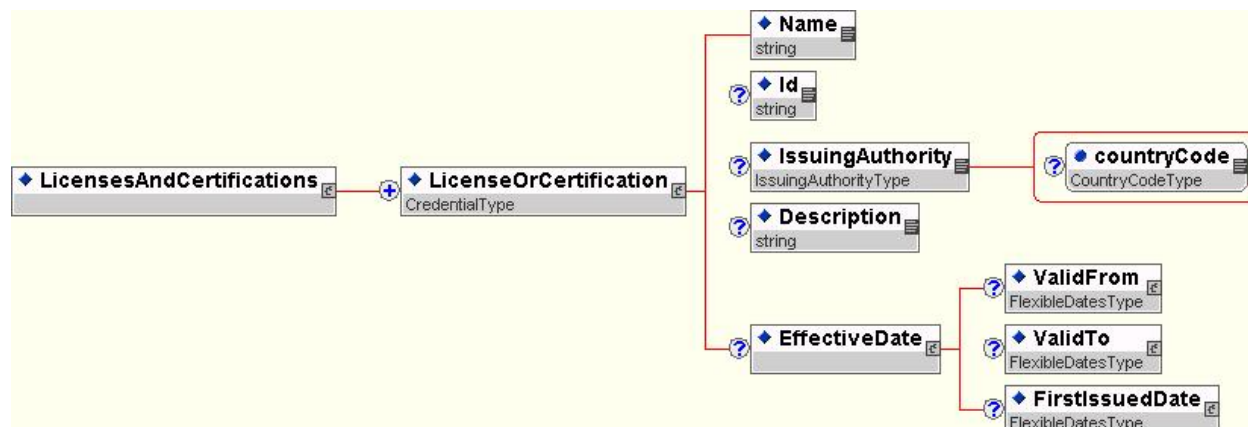 Name
string
Id
string
IssuingAuthority
IssuingAuthorityType
countryCode
CountryCodeType
LicensesAndCertifications
LicenseOrCertification
CredentialType
Description
string
ValidFrom
FlexibleDatesType
EffectiveDate
ValidTo
FlexibleDatesType
FirstIssuedDate
FlexibleDatesType